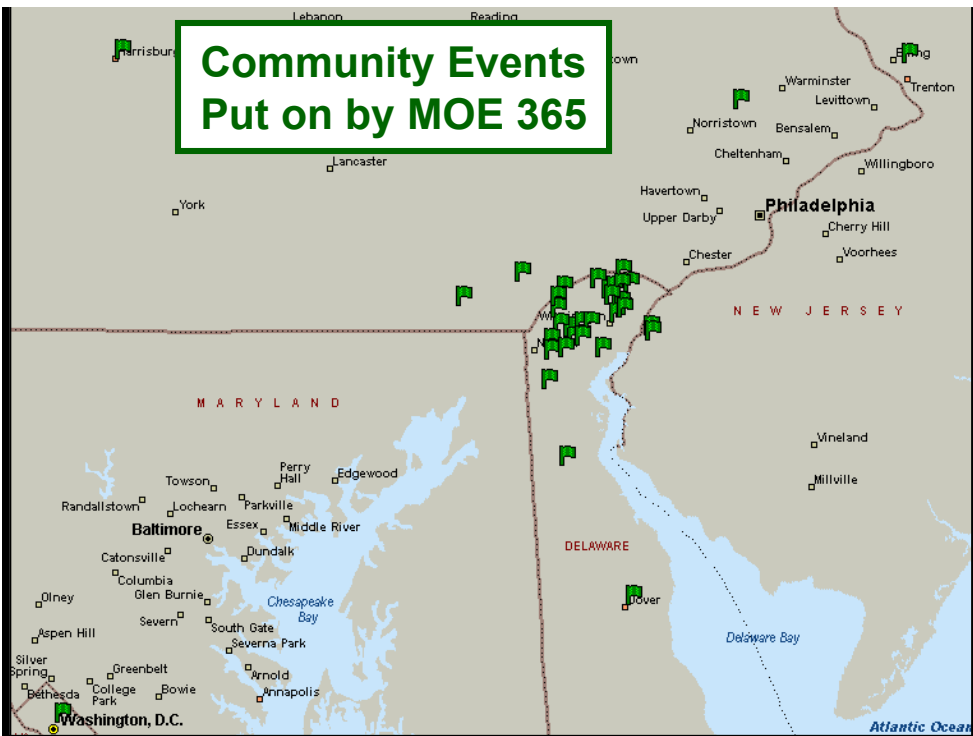 Lebanon
Reading
Community Events
Put on by MOE 365
Warminster
Trenton
Levittown
Norristown
Bensalem
Cheltenham
Lancaster
Willingboro
Havertown
York
Philadelphia
Upper Darby
Cherry Hill
Chester
Voorhees
NEW JERSEY
MARYLAND
Vineland
Perry
Hall
Edgewood
Towson
Millville
Randallstown
Lochearn
Parkville
Baltimore
Essex
Middle River
DELAWARE
Catonsville
Dundalk
Columbia
Glen Burnie
Olney
Chesapeake
Bay
Severn
South Gate
Aspen Hill
Severna Park
Delaware Bay
Silver
Spring
Greenbelt
Arnold
Bethesda
College
Park
Bowie
Annapolis
Washington, D.C.
Atlantic Ocean